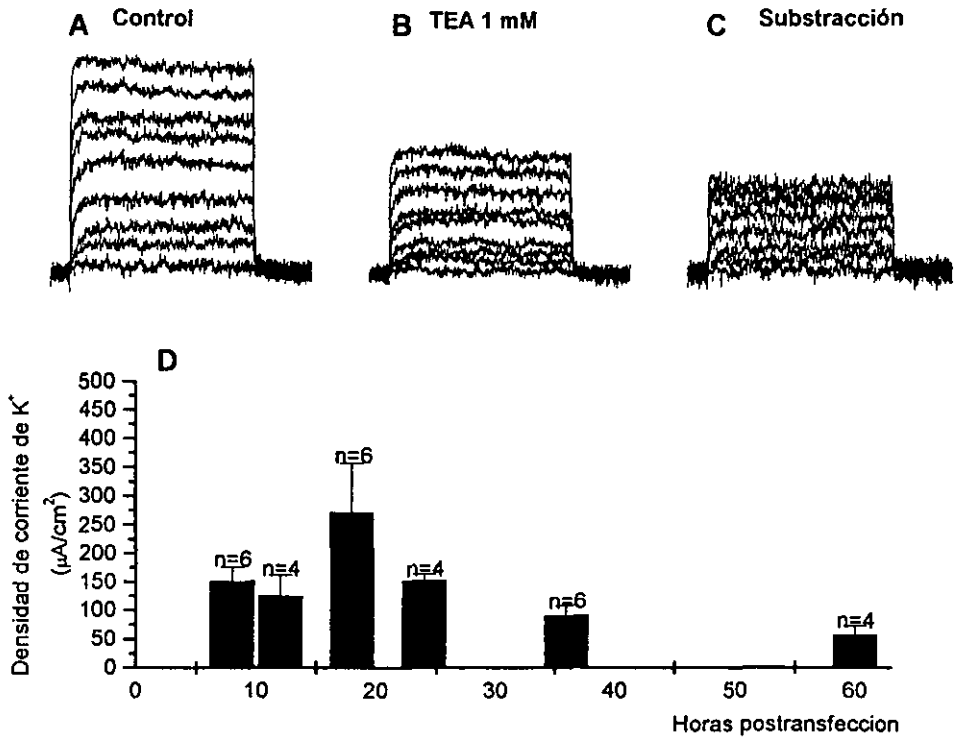 A Control
B TEA 1 mM
C Substracción
D
Densidad de corriente de K⁺
(µA/cm²)
500
450
400
350
300
250
200
150
100
50
0
n=6
n=4
n=6
n=4
n=6
n=4
0 10 20 30 40 50 60
Horas postransfeccion